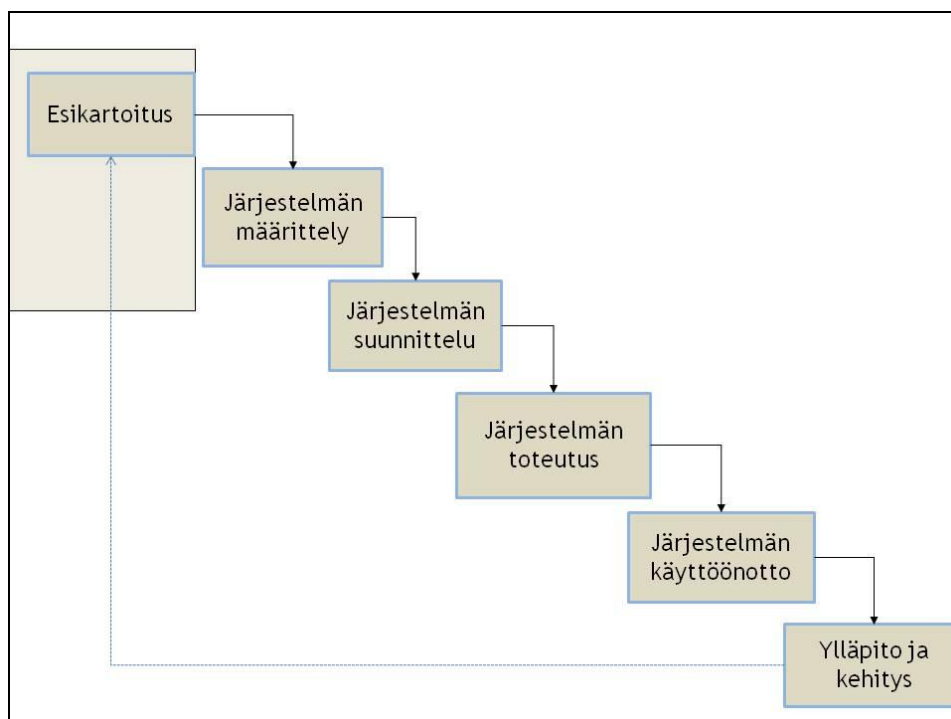 Esikartoitus
Järjestelmän
määrittely
Järjestelmän
suunnittelu
Järjestelmän
toteutus
Järjestelmän
käyttöönotto
Ylläpito ja
kehitys